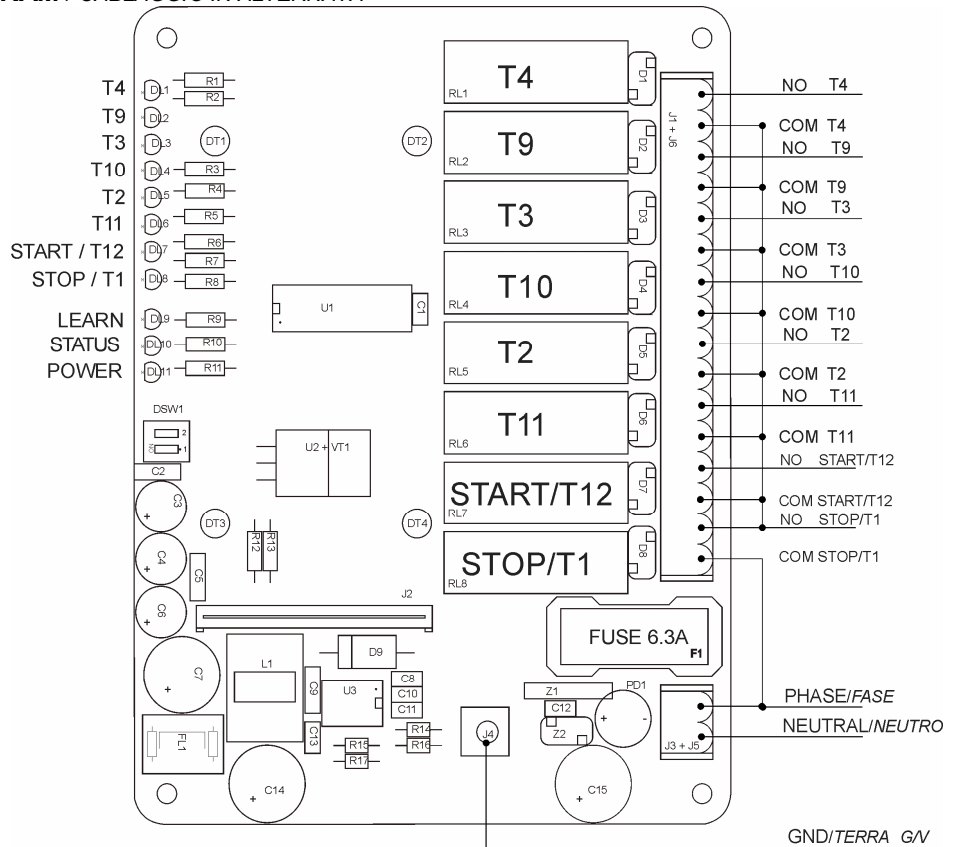 T4
T9
T3
T10
T2
T11
START / T12
STOP / T1
LEARN
STATUS
POWER
DL1
DL2
DL3
DL4
DL5
DL6
DL7
DL8
DL9
DL10
DL11
R1
R2
R3
R4
R5
R6
R7
R8
R9
R10
R11
DT1
DT2
U1
C1
DSW1
2
1
NO
C2
C3
C4
C5
C6
C7
U2 + VT1
DT3
DT4
R12
R13
J2
T4
RL1
D1
T9
RL2
D2
T3
RL3
D3
T10
RL4
D4
T2
RL5
D5
T11
RL6
D6
START/T12
RL7
D7
STOP/T1
RL8
D8
J1 + J6
NO T4
COM T4
NO T9
COM T9
NO T3
COM T3
NO T10
COM T10
NO T2
COM T2
NO T11
COM T11
NO START/T12
COM START/T12
NO STOP/T1
COM STOP/T1
FUSE 6.3A
F1
L1
D9
C9
U3
C8
C10
C11
C13
R14
R16
R15
R17
FL1
C14
J4
Z1
C12
Z2
PD1
+ -
C15
J3 + J5
PHASE/FASE
NEUTRAL/NEUTRO
GND/TERRA G/V